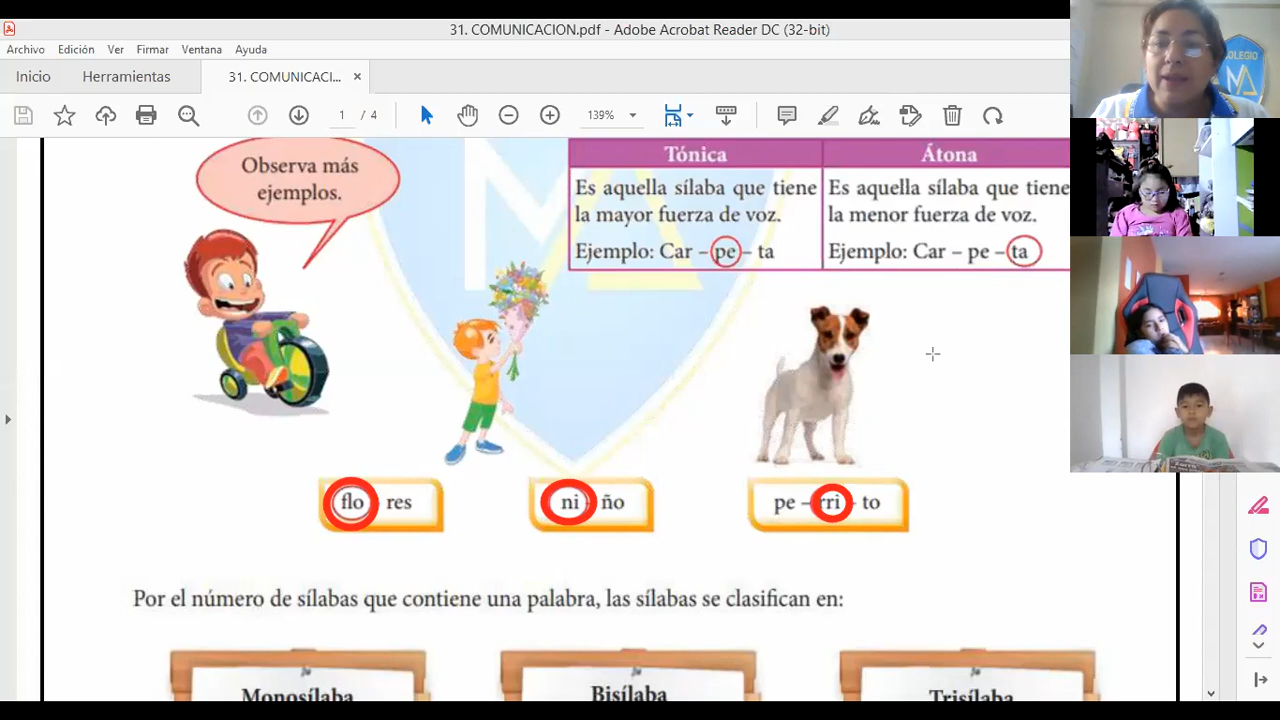 31. COMUNICACION.pdf - Adobe Acrobat Reader DC (32-bit)
Archivo Edición Ver Firmar Ventana Ayuda
Inicio Herramientas 31. COMUNICACI... ×
1 / 4 139%
COLEGIO
Observa más
ejemplos.
Tónica Átona
Es aquella sílaba que tiene
la mayor fuerza de voz.
Ejemplo: Car – pe – ta
Es aquella sílaba que tiene
la menor fuerza de voz.
Ejemplo: Car – pe – ta
flo res
ni ño
pe – rri to
Por el número de sílabas que contiene una palabra, las sílabas se clasifican en:
Monosílaba Bisílaba Trisílaba